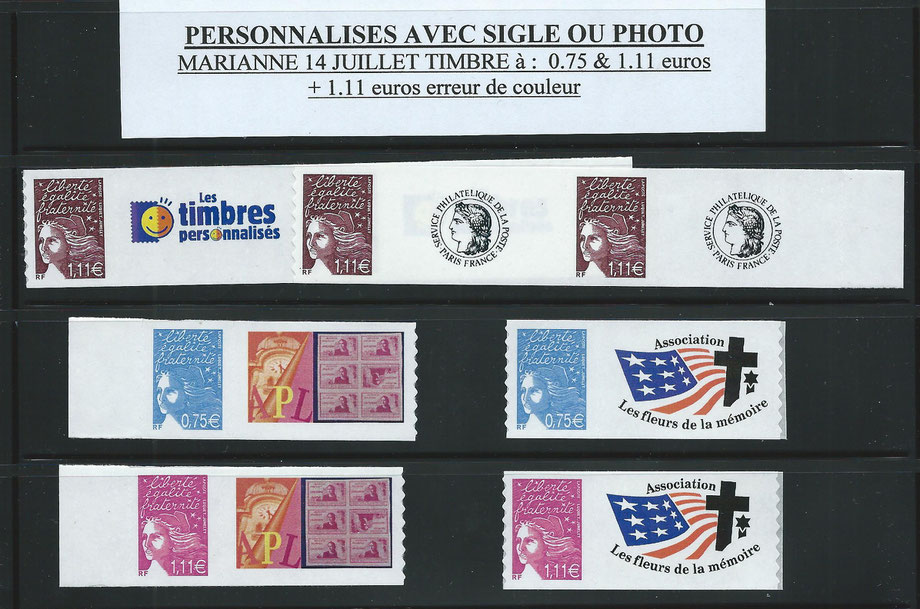 PERSONNALISES AVEC SIGLE OU PHOTO
MARIANNE 14 JUILLET TIMBRE à : 0.75 & 1.11 euros
+ 1.11 euros erreur de couleur
liberté
égalité
fraternité
RF
1,11€
Les
timbres
personnalisés
liberté
égalité
fraternité
RF
1,11€
SERVICE PHILATELIQUE DE LA POSTE
PARIS FRANCE
liberté
égalité
fraternité
RF
1,11€
SERVICE PHILATELIQUE DE LA POSTE
PARIS FRANCE
liberté
égalité
fraternité
RF
0,75€
APL
liberté
égalité
fraternité
RF
0,75€
Association
Les fleurs de la mémoire
liberté
égalité
fraternité
RF
1,11€
APL
liberté
égalité
fraternité
RF
1,11€
Association
Les fleurs de la mémoire